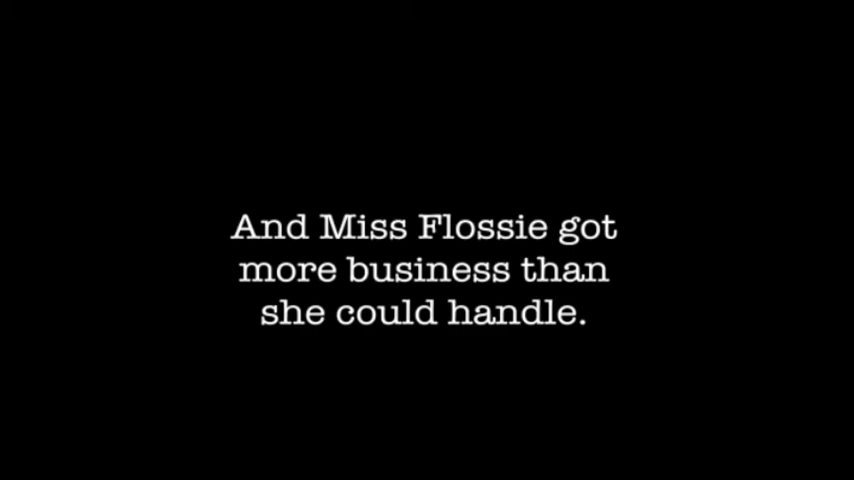 And Miss Flossie got
more business than
she could handle.